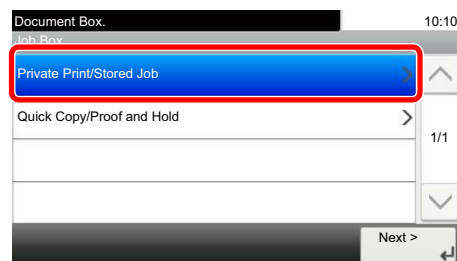 Document Box. 10:10
Job Box
Private Print/Stored Job
Quick Copy/Proof and Hold
1/1
Next >